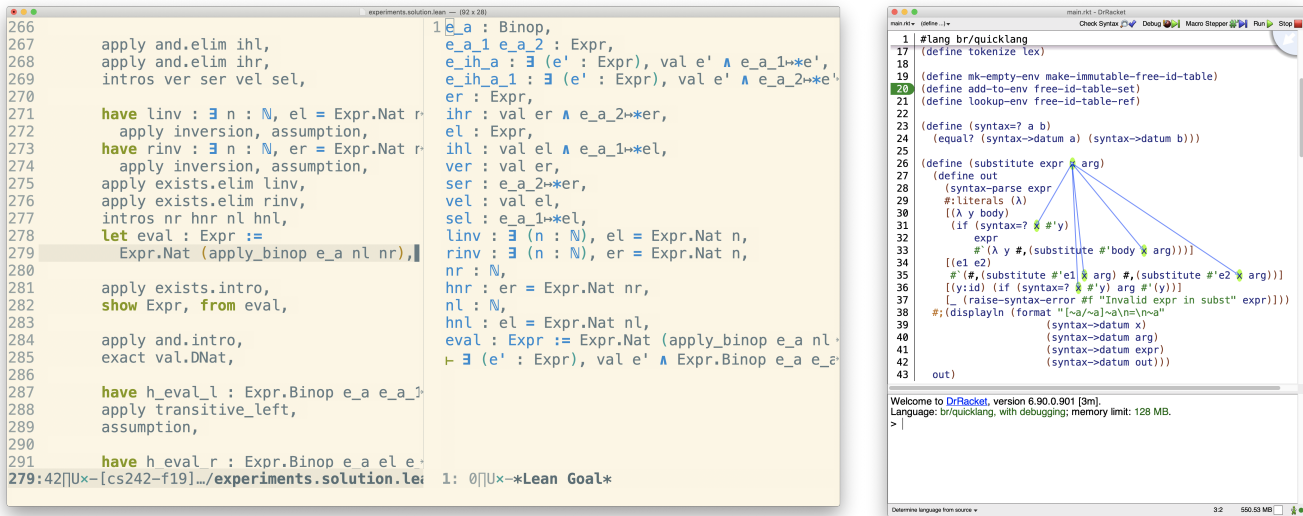 experiments.solution.lean — (92 x 28)
266
267 apply and.elim ihl,
268 apply and.elim ihr,
269 intros ver ser vel sel,
270
271 have linv : ∃ n : ℕ, el = Expr.Nat n
272 apply inversion, assumption,
273 have rinv : ∃ n : ℕ, er = Expr.Nat n
274 apply inversion, assumption,
275 apply exists.elim linv,
276 apply exists.elim rinv,
277 intros nr hnr nl hnl,
278 let eval : Expr :=
279 Expr.Nat (apply_binop e_a nl nr),
280
281 apply exists.intro,
282 show Expr, from eval,
283
284 apply and.intro,
285 exact val.DNat,
286
287 have h_eval_l : Expr.Binop e_a e_a_1
288 apply transitive_left,
289 assumption,
290
291 have h_eval_r : Expr.Binop e_a el e_
279:42∏U×—[cs242-f19]…/experiments.solution.lea
1 e_a : Binop,
e_a_1 e_a_2 : Expr,
e_ih_a : ∃ (e' : Expr), val e' ∧ e_a_1↦*e',
e_ih_a_1 : ∃ (e' : Expr), val e' ∧ e_a_2↦*e'
er : Expr,
ihr : val er ∧ e_a_2↦*er,
el : Expr,
ihl : val el ∧ e_a_1↦*el,
ver : val er,
ser : e_a_2↦*er,
vel : val el,
sel : e_a_1↦*el,
linv : ∃ (n : ℕ), el = Expr.Nat n,
rinv : ∃ (n : ℕ), er = Expr.Nat n,
nr : ℕ,
hnr : er = Expr.Nat nr,
nl : ℕ,
hnl : el = Expr.Nat nl,
eval : Expr := Expr.Nat (apply_binop e_a nl
⊢ ∃ (e' : Expr), val e' ∧ Expr.Binop e_a e_a
1: 0∏U×—*Lean Goal*
main.rkt - DrRacket
main.rkt (define ...) Check Syntax Debug Macro Stepper Run Stop
1 #lang br/quicklang
17 (define tokenize lex)
18
19 (define mk-empty-env make-immutable-free-id-table)
20 (define add-to-env free-id-table-set)
21 (define lookup-env free-id-table-ref)
22
23 (define (syntax=? a b)
24 (equal? (syntax->datum a) (syntax->datum b)))
25
26 (define (substitute expr x arg)
27 (define out
28 (syntax-parse expr
29 #:literals (λ)
30 [(λ y body)
31 (if (syntax=? x #'y)
32 expr
33 #`(λ y #,(substitute #'body x arg)))]
34 [(e1 e2)
35 #`(#,(substitute #'e1 x arg) #,(substitute #'e2 x arg))]
36 [(y:id) (if (syntax=? x #'y) arg #'(y))]
37 [_ (raise-syntax-error #f "Invalid expr in subst" expr)]))
38 #;(displayln (format "[~a/~a]~a\n=\n~a"
39 (syntax->datum x)
40 (syntax->datum arg)
41 (syntax->datum expr)
42 (syntax->datum out)))
43 out)
Welcome to DrRacket, version 6.90.0.901 [3m].
Language: br/quicklang, with debugging; memory limit: 128 MB.
>
Determine language from source 3:2 550.53 MB